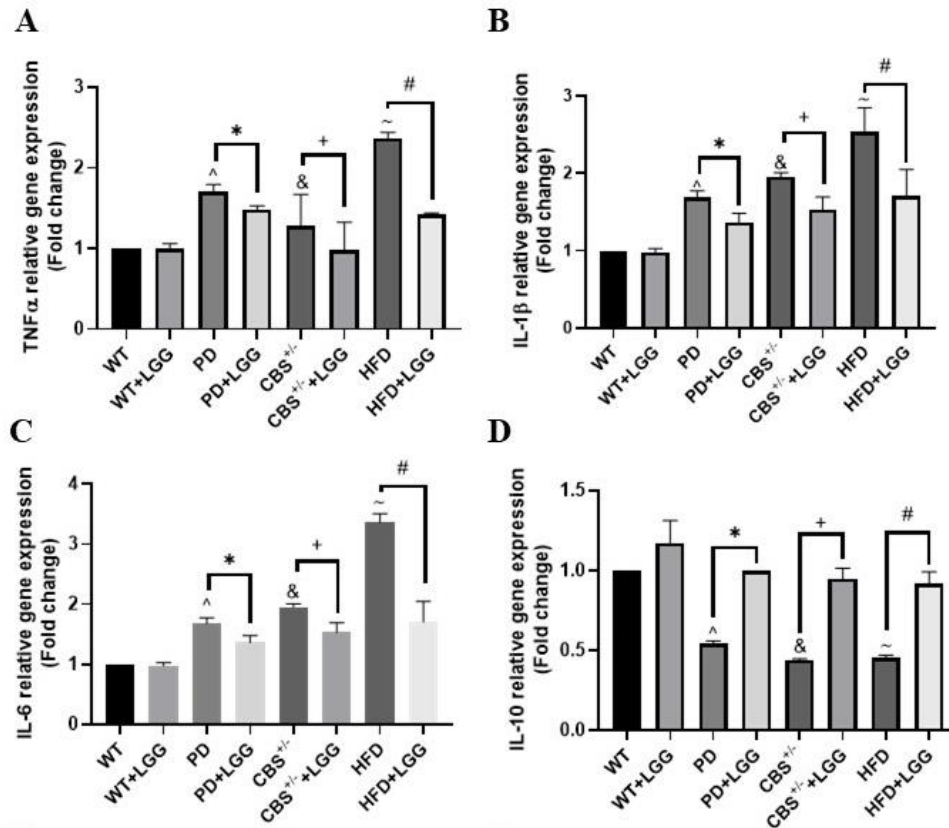 A
TNFα relative gene expression
(Fold change)
3
2
1
0
^
*
&
+
~
#
WT
WT+LGG
PD
PD+LGG
CBS+/-
CBS+/-+LGG
HFD
HFD+LGG
B
IL-1β relative gene expression
(Fold change)
3
2
1
0
^
*
&
+
~
#
WT
WT+LGG
PD
PD+LGG
CBS+/-
CBS+/-+LGG
HFD
HFD+LGG
C
IL-6 relative gene expression
(Fold change)
4
3
2
1
0
^
*
&
+
~
#
WT
WT+LGG
PD
PD+LGG
CBS+/-
CBS+/-+LGG
HFD
HFD+LGG
D
IL-10 relative gene expression
(Fold change)
1.5
1.0
0.5
0.0
^
*
&
+
~
#
WT
WT+LGG
PD
PD+LGG
CBS+/-
CBS+/-+LGG
HFD
HFD+LGG